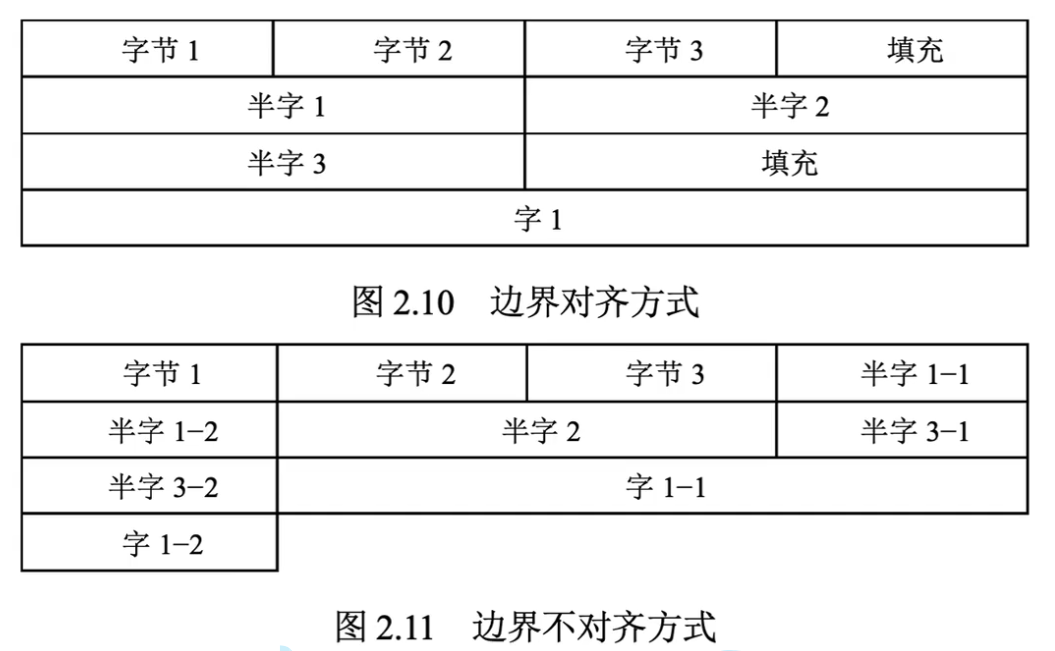 字节 1 字节 2 字节 3 填充
半字 1 半字 2
半字 3 填充
字 1
图 2.10 边界对齐方式
字节 1 字节 2 字节 3 半字 1-1
半字 1-2 半字 2 半字 3-1
半字 3-2 字 1-1
字 1-2
图 2.11 边界不对齐方式